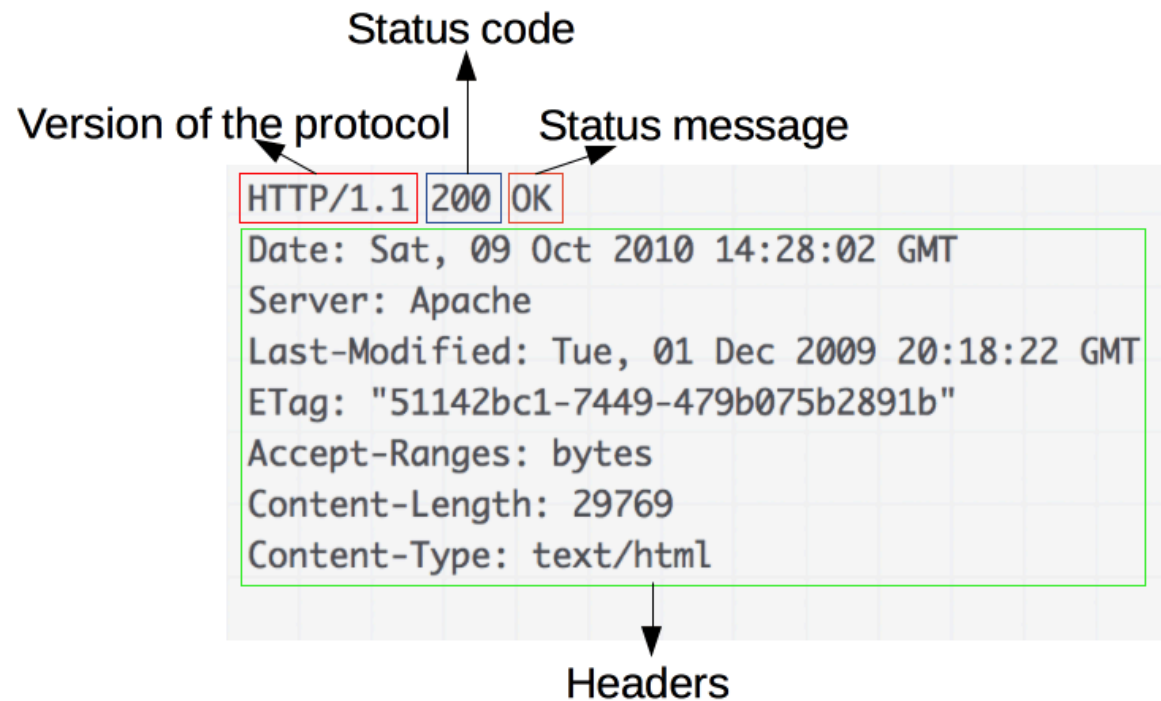 Status code
Version of the protocol
Status message
HTTP/1.1 200 OK
Date: Sat, 09 Oct 2010 14:28:02 GMT
Server: Apache
Last-Modified: Tue, 01 Dec 2009 20:18:22 GMT
ETag: "51142bc1-7449-479b075b2891b"
Accept-Ranges: bytes
Content-Length: 29769
Content-Type: text/html
Headers